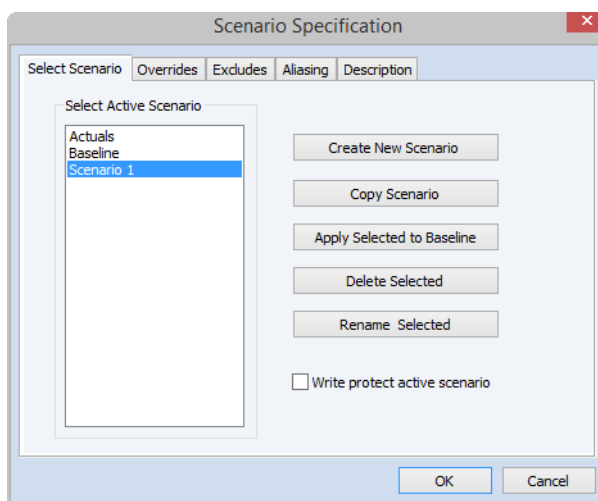 Scenario Specification
Select Scenario Overrides Excludes Aliasing Description
Select Active Scenario
Actuals
Baseline
Scenario 1
Create New Scenario
Copy Scenario
Apply Selected to Baseline
Delete Selected
Rename Selected
Write protect active scenario
OK Cancel